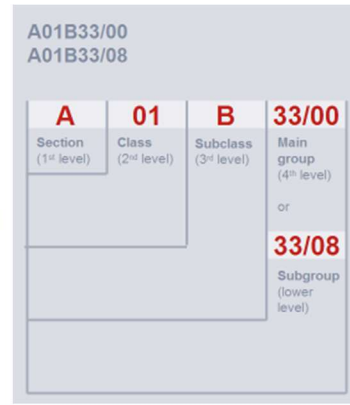 A01B33/00
A01B33/08
A 01 B 33/00
Section Class Subclass Main
(1st level) (2nd level) (3rd level) group
(4th level)
or
33/08
Subgroup
(lower
level)